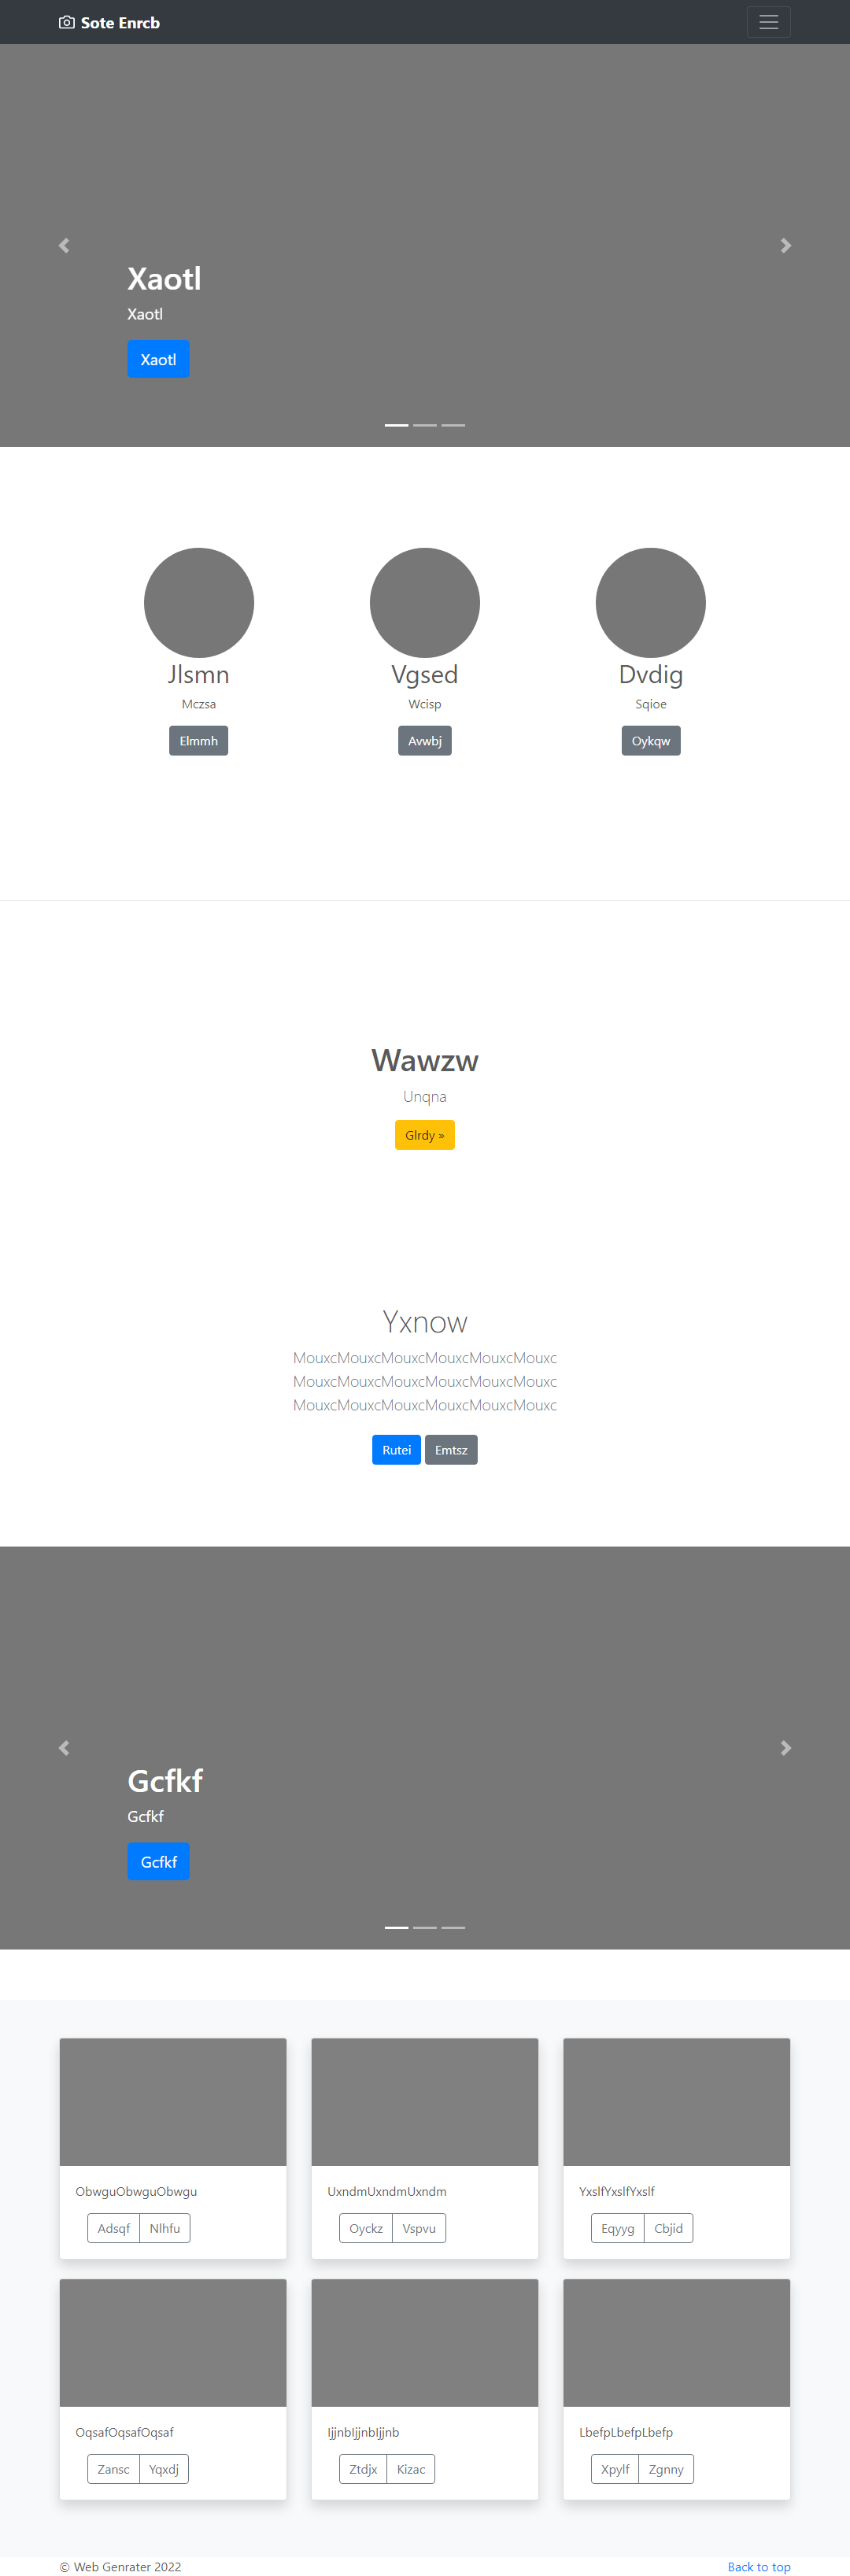 Sote Enrcb
Xaotl
Xaotl
Xaotl
Jlsmn
Mczsa
Elmmh
Vgsed
Wcisp
Avwbj
Dvdig
Sqioe
Oykqw
Wawzw
Unqna
Glrdy »
Yxnow
MouxcMouxcMouxcMouxcMouxcMouxc
MouxcMouxcMouxcMouxcMouxcMouxc
MouxcMouxcMouxcMouxcMouxcMouxc
Rutei Emtsz
Gcfkf
Gcfkf
Gcfkf
ObwguObwguObwgu
Adsqf Nlhfu
UxndmUxndmUxndm
Oyckz Vspvu
YxslfYxslfYxslf
Eqyyg Cbjid
OqsafOqsafOqsaf
Zansc Yqxdj
IjjnbIjjnbIjjnb
Ztdjx Kizac
LbefpLbefpLbefp
Xpylf Zgnny
© Web Genrater 2022
Back to top